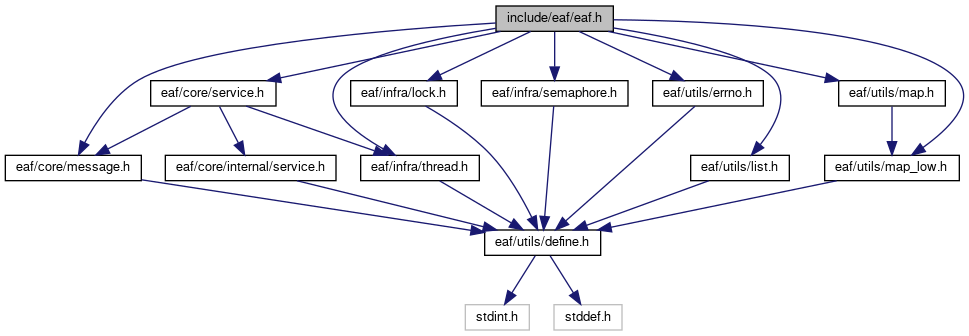 include/eaf/eaf.h
eaf/core/service.h
eaf/infra/lock.h
eaf/infra/semaphore.h
eaf/utils/errno.h
eaf/utils/map.h
eaf/core/message.h
eaf/core/internal/service.h
eaf/infra/thread.h
eaf/utils/list.h
eaf/utils/map_low.h
eaf/utils/define.h
stdint.h
stddef.h